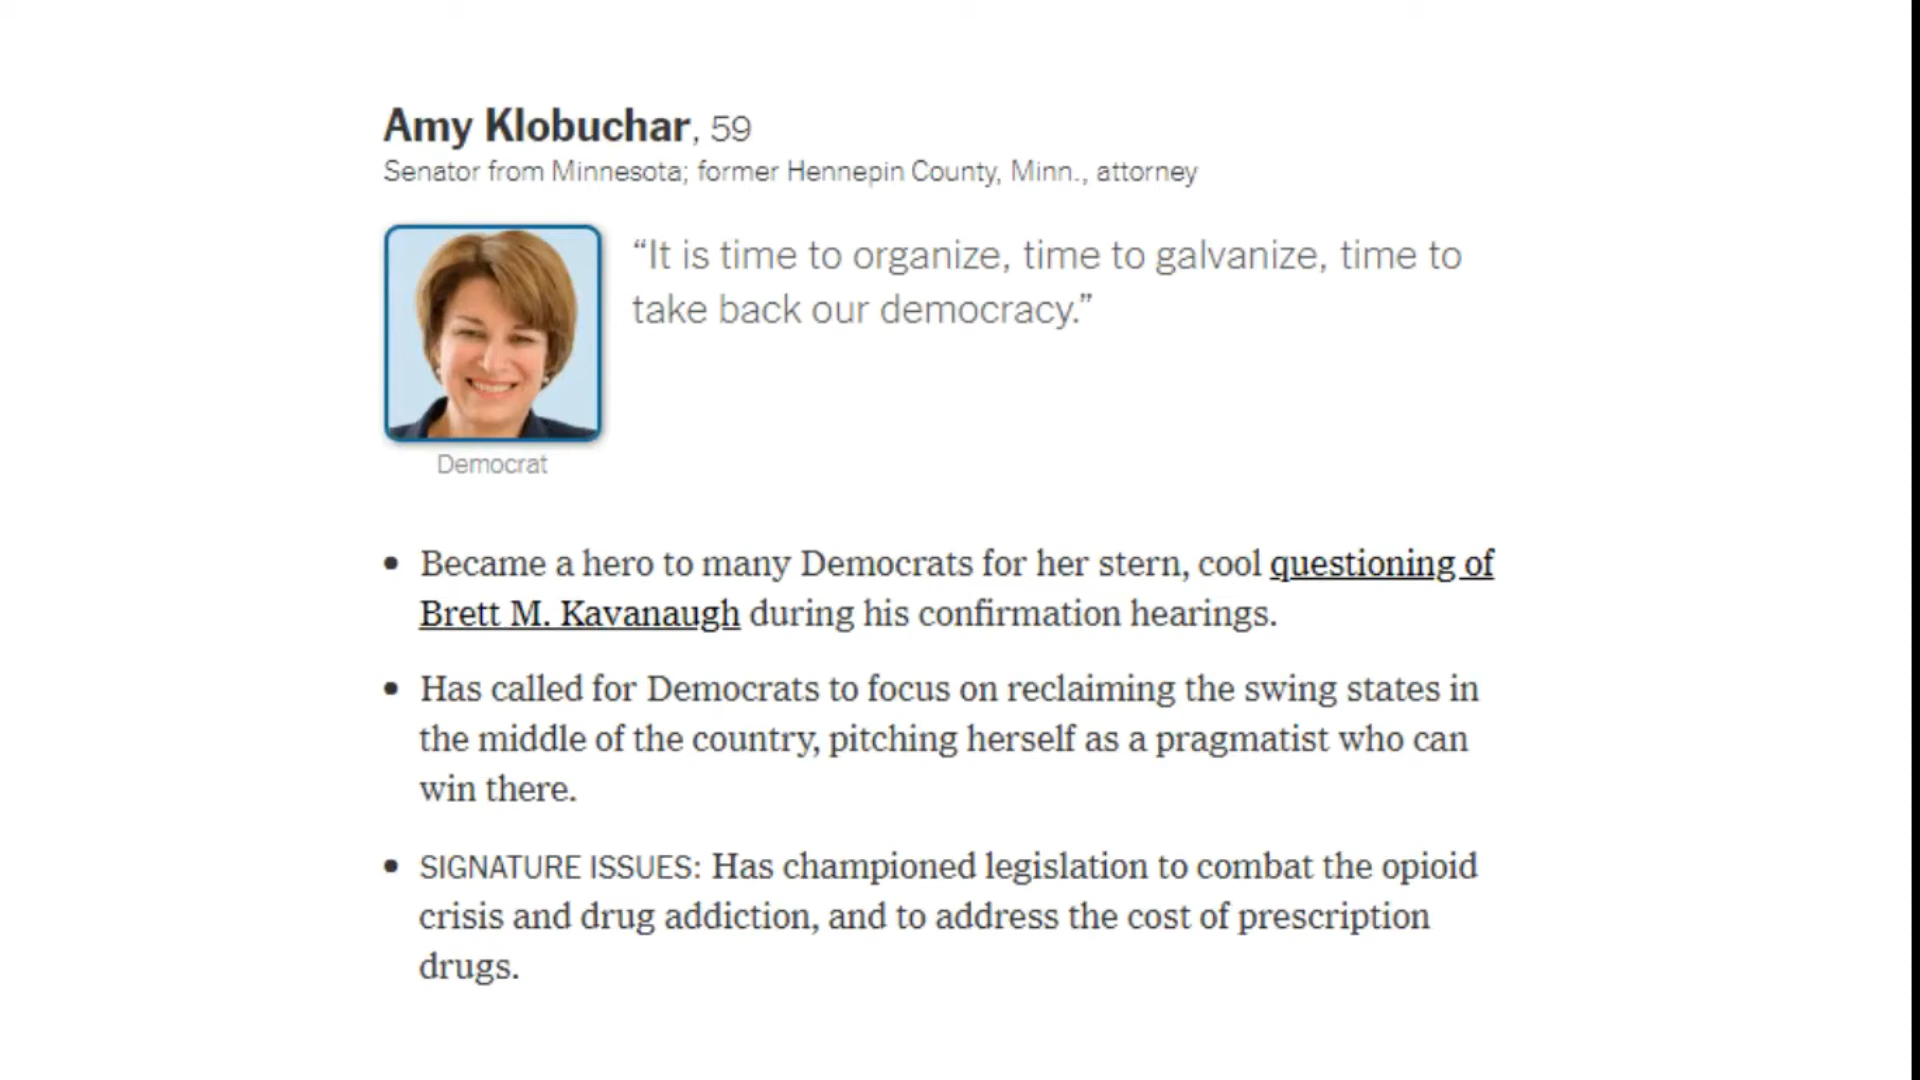 Amy Klobuchar, 59
Senator from Minnesota; former Hennepin County, Minn., attorney
“It is time to organize, time to galvanize, time to
take back our democracy.”
Democrat
• Became a hero to many Democrats for her stern, cool questioning of
Brett M. Kavanaugh during his confirmation hearings.
• Has called for Democrats to focus on reclaiming the swing states in
the middle of the country, pitching herself as a pragmatist who can
win there.
• SIGNATURE ISSUES: Has championed legislation to combat the opioid
crisis and drug addiction, and to address the cost of prescription
drugs.